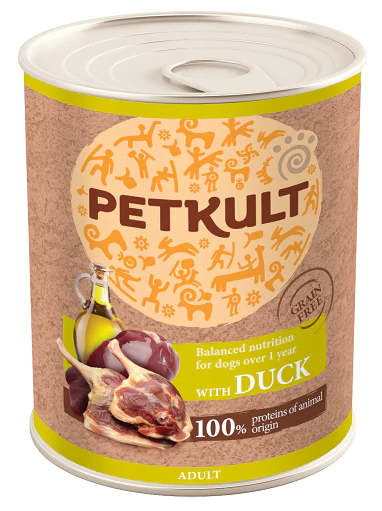 PETKULT
GRAIN
FREE
Balanced nutrition
for dogs over 1 year
WITH DUCK
100% proteins of animal
origin
ADULT